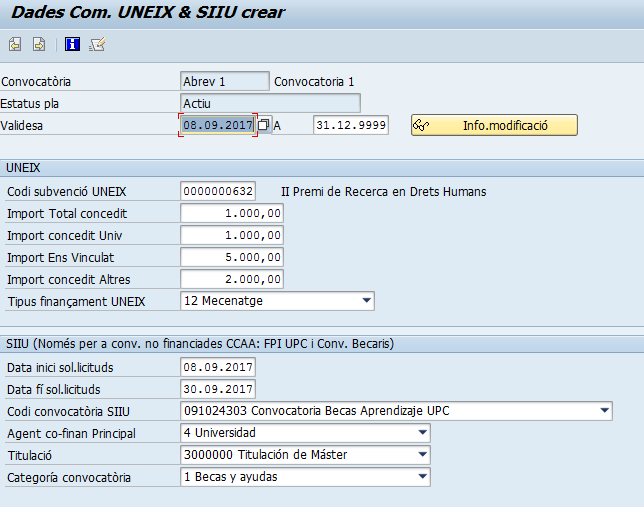 Dades Com. UNEIX & SIIU crear
Convocatòria Abrev 1 Convocatoria 1
Estatus pla Actiu
Validesa 08.09.2017 A 31.12.9999 Info.modificació
UNEIX
Codi subvenció UNEIX 0000000632 II Premi de Recerca en Drets Humans
Import Total concedit 1.000,00
Import concedit Univ 1.000,00
Import Ens Vinculat 5.000,00
Import concedit Altres 2.000,00
Tipus finançament UNEIX 12 Mecenatge
SIIU (Només per a conv. no financiades CCAA: FPI UPC i Conv. Becaris)
Data inici sol.licituds 08.09.2017
Data fí sol.licituds 30.09.2017
Codi convocatòria SIIU 091024303 Convocatoria Becas Aprendizaje UPC
Agent co-finan Principal 4 Universidad
Titulació 3000000 Titulación de Máster
Categoría convocatòria 1 Becas y ayudas